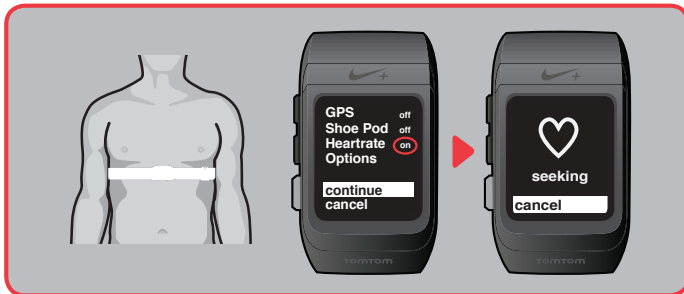 GPS off
Shoe Pod off
Heartrate on
Options
continue
cancel
TOMTOM
seeking
cancel
TOMTOM